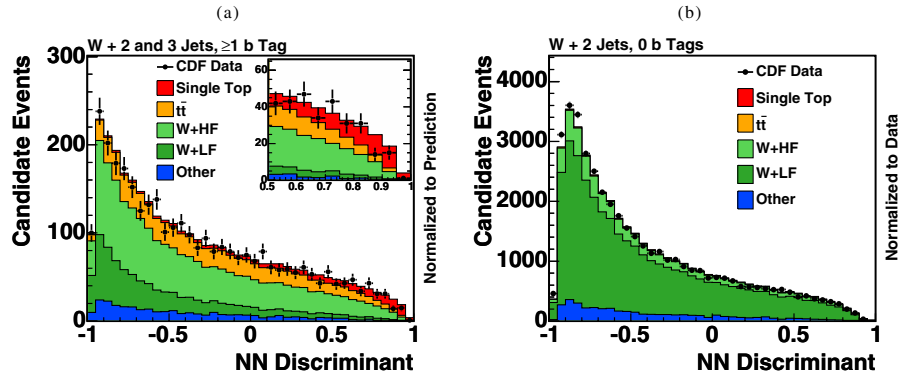 (a)
W + 2 and 3 Jets, ≥1 b Tag
Candidate Events
300
200
100
0
CDF Data
Single Top
tt̄
W+HF
W+LF
Other
60
40
20
0
0.5 0.6 0.7 0.8 0.9 1
-1 -0.5 0 0.5 1
NN Discriminant
Normalized to Prediction
(b)
W + 2 Jets, 0 b Tags
Candidate Events
4000
3000
2000
1000
0
CDF Data
Single Top
tt̄
W+HF
W+LF
Other
-1 -0.5 0 0.5 1
NN Discriminant
Normalized to Data